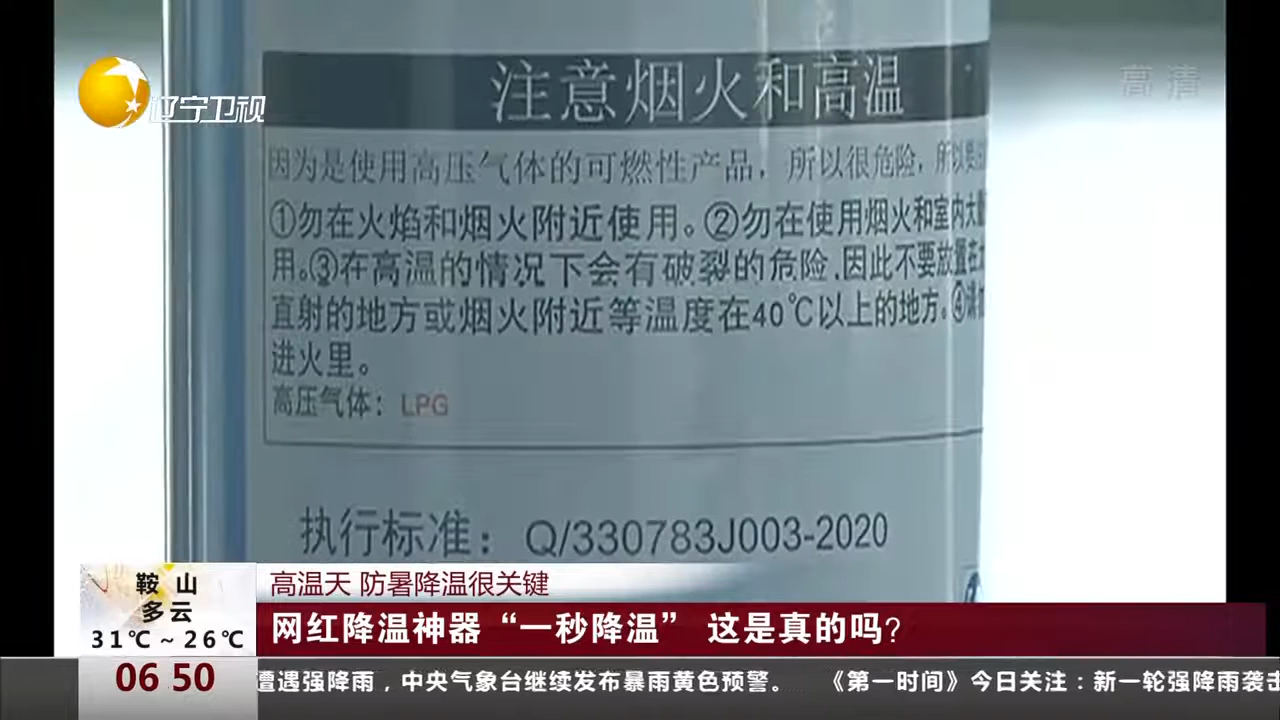 辽宁卫视
高清
注意烟火和高温
因为是使用高压气体的可燃性产品，所以很危险，所以
①勿在火焰和烟火附近使用。②勿在使用烟火和室内大
用。③在高温的情况下会有破裂的危险，因此不要放置在
直射的地方或烟火附近等温度在40℃以上的地方。④请
进火里。
高压气体：LPG
执行标准：Q/330783J003-2020
鞍山
多云
31℃～26℃
高温天 防暑降温很关键
网红降温神器“一秒降温” 这是真的吗？
06 50
遭遇强降雨，中央气象台继续发布暴雨黄色预警。 《第一时间》今日关注：新一轮强降雨袭击